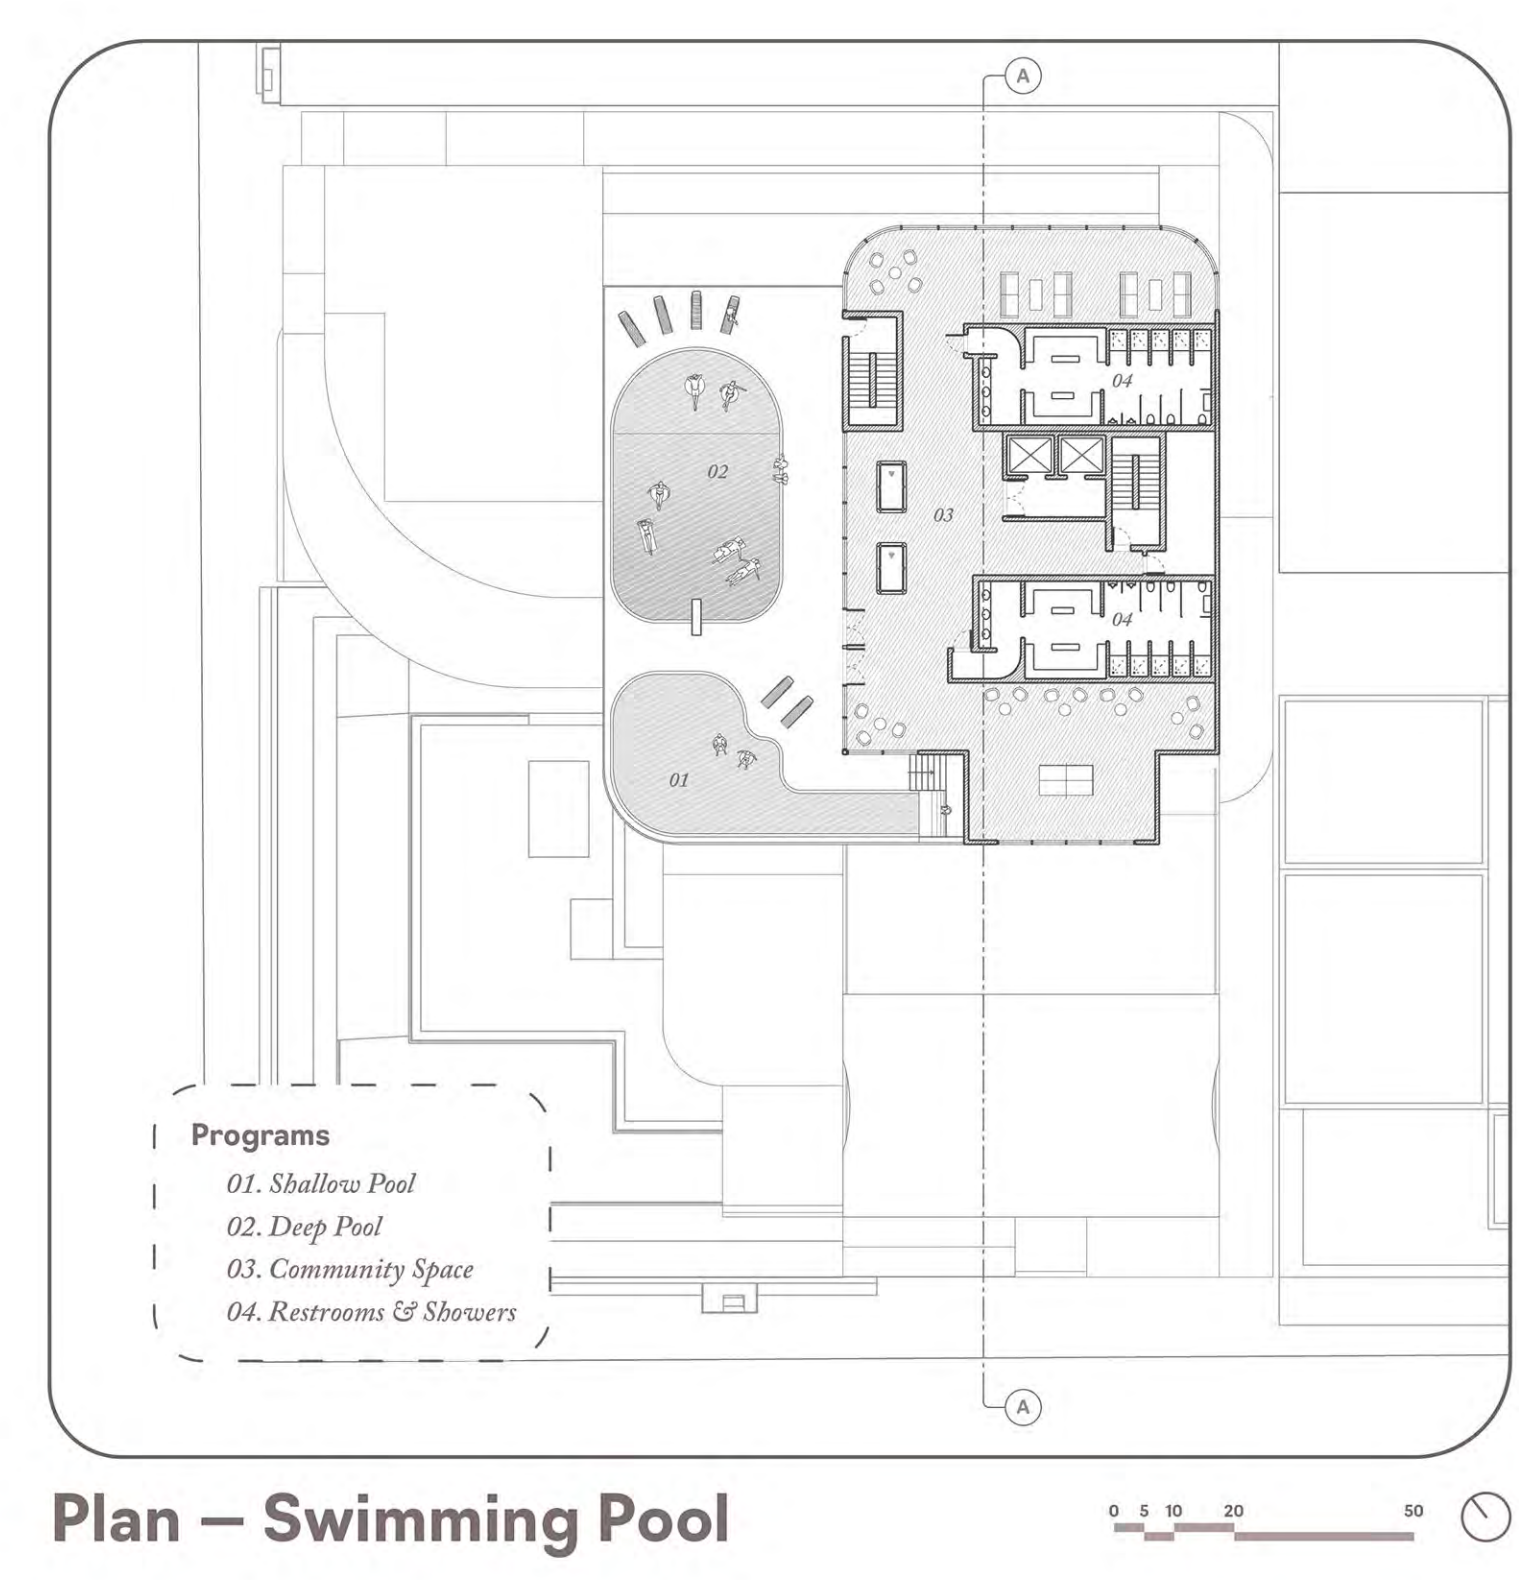 A
04
02
03
04
01
Programs
01. Shallow Pool
02. Deep Pool
03. Community Space
04. Restrooms & Showers
A
Plan — Swimming Pool
0 5 10 20 50